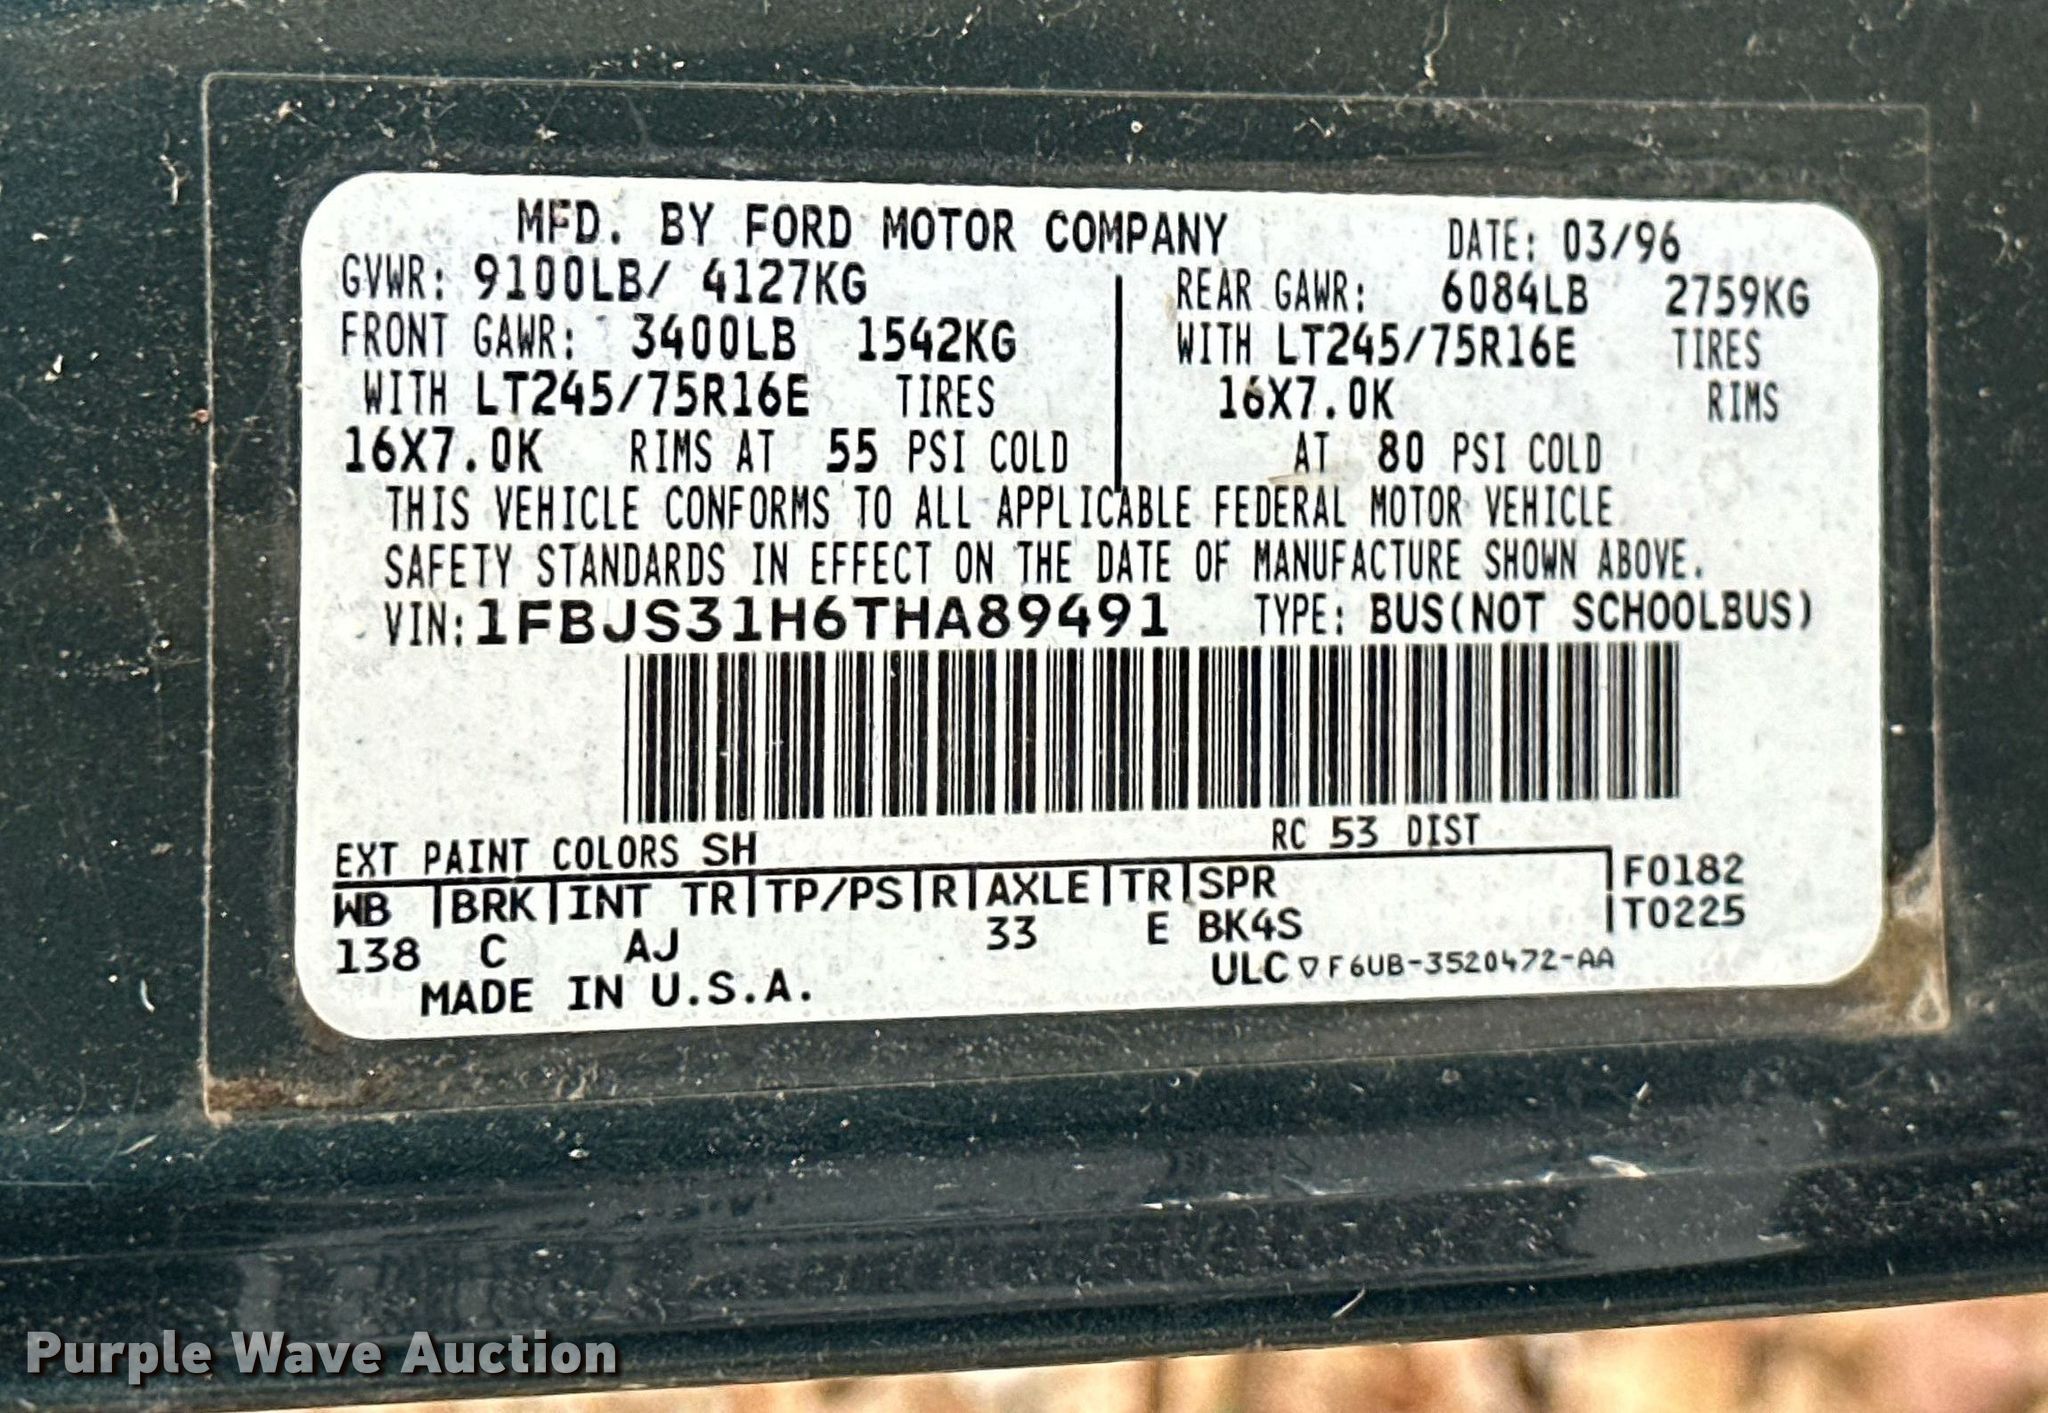 MFD. BY FORD MOTOR COMPANY DATE: 03/96
GVWR: 9100LB/ 4127KG
FRONT GAWR: 3400LB 1542KG
WITH LT245/75R16E TIRES
16X7.0K RIMS AT 55 PSI COLD
REAR GAWR: 6084LB 2759KG
WITH LT245/75R16E TIRES
16X7.0K RIMS
AT 80 PSI COLD
THIS VEHICLE CONFORMS TO ALL APPLICABLE FEDERAL MOTOR VEHICLE
SAFETY STANDARDS IN EFFECT ON THE DATE OF MANUFACTURE SHOWN ABOVE.
VIN: 1FBJS31H6THA89491 TYPE: BUS(NOT SCHOOLBUS)
EXT PAINT COLORS SH RC 53 DIST
WB BRK INT TR TP/PS R AXLE TR SPR F0182
138 C AJ 33 E BK4S T0225
MADE IN U.S.A. ULC ▽ F6UB-3520472-AA
Purple Wave Auction